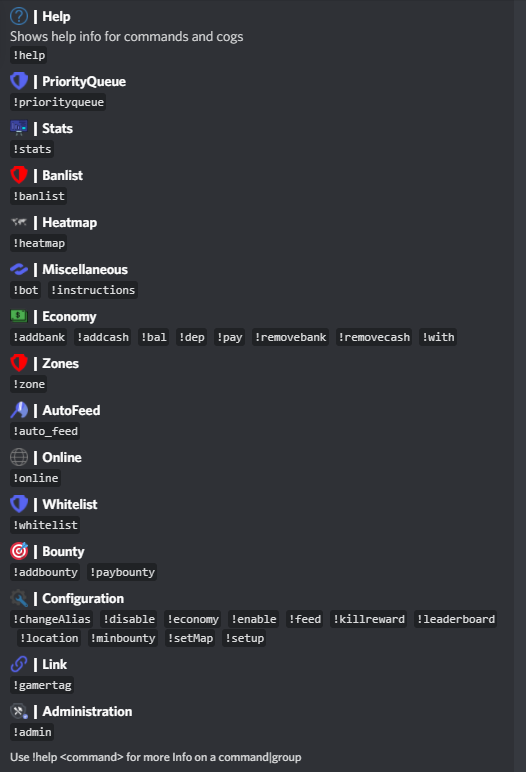 | Help
Shows help info for commands and cogs
!help
| PriorityQueue
!priorityqueue
| Stats
!stats
| Banlist
!banlist
| Heatmap
!heatmap
| Miscellaneous
!bot !instructions
| Economy
!addbank !addcash !bal !dep !pay !removebank !removecash !with
| Zones
!zone
| AutoFeed
!auto_feed
| Online
!online
| Whitelist
!whitelist
| Bounty
!addbounty !paybounty
| Configuration
!changeAlias !disable !economy !enable !feed !killreward !leaderboard
!location !minbounty !setMap !setup
| Link
!gamertag
| Administration
!admin
Use !help <command> for more Info on a command|group